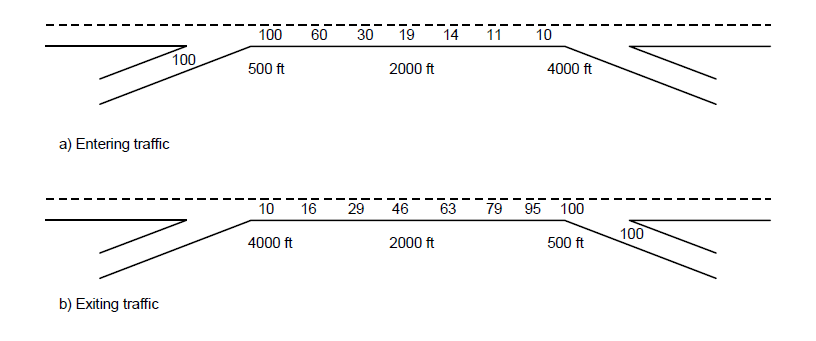 100 60 30 19 14 11 10
100
500 ft 2000 ft 4000 ft
a) Entering traffic
10 16 29 46 63 79 95 100
100
4000 ft 2000 ft 500 ft
b) Exiting traffic